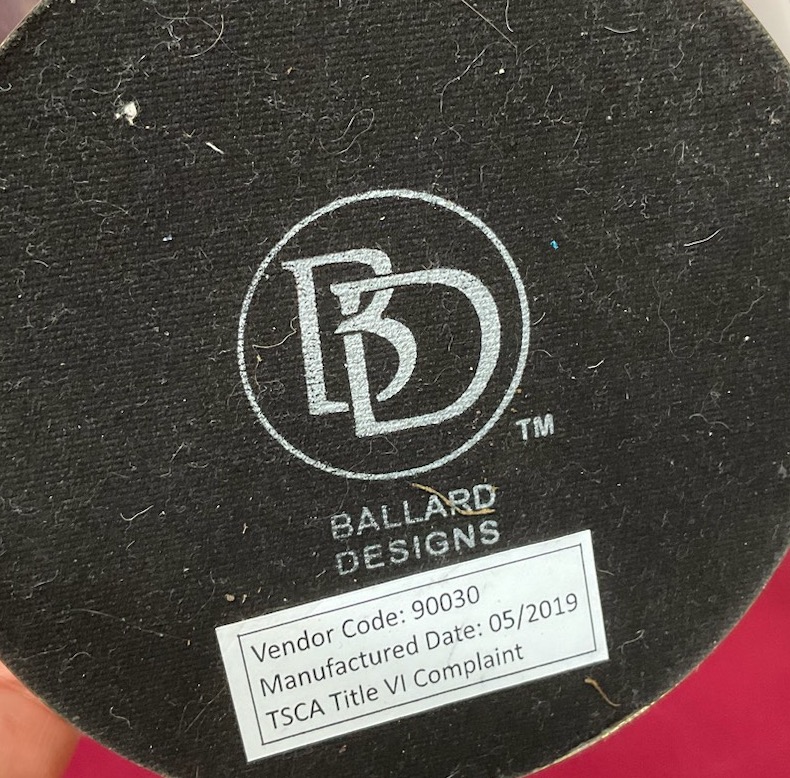 BD
TM
BALLARD
DESIGNS
Vendor Code: 90030
Manufactured Date: 05/2019
TSCA Title VI Complaint